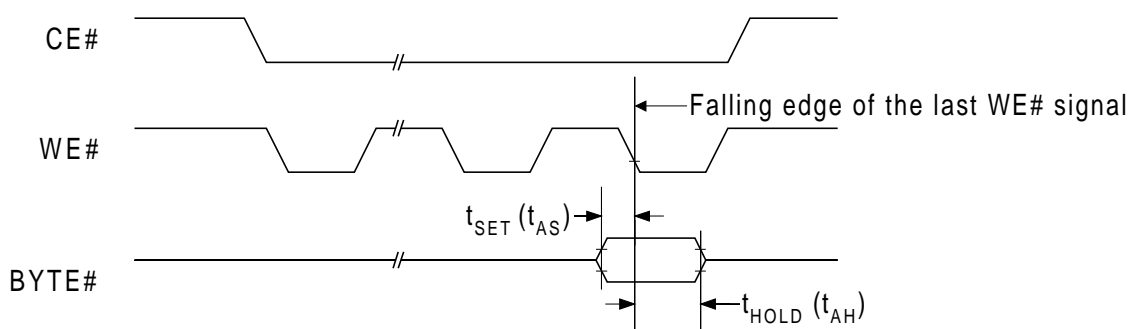 CE#
Falling edge of the last WE# signal
WE#
tSET (tAS)
BYTE#
tHOLD (tAH)